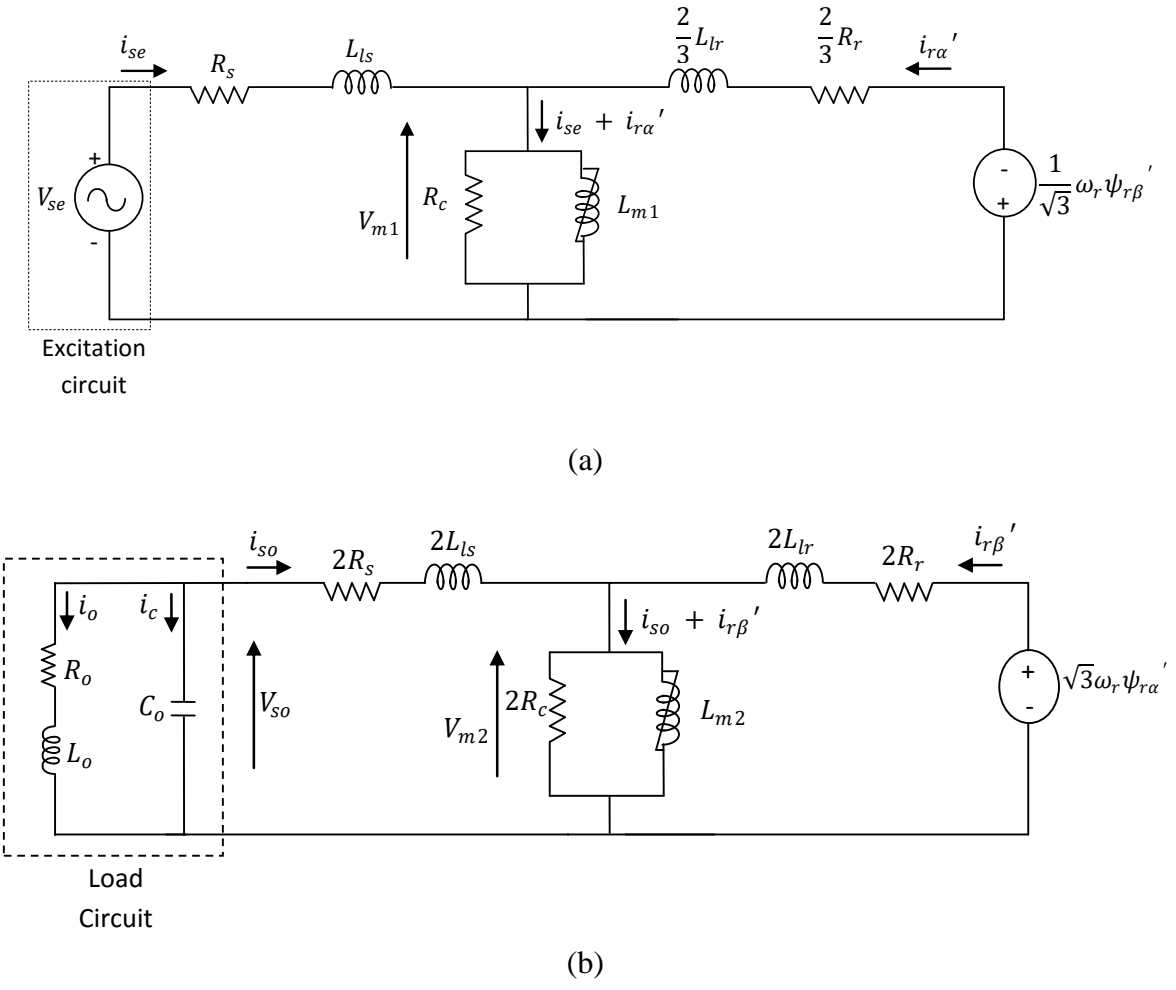 i_se
R_s
L_ls
2/3 L_lr
2/3 R_r
i_rα′
i_se + i_rα′
+
V_se
-
V_m1
R_c
L_m1
-
+
1/√3 ω_r ψ_rβ′
Excitation
circuit
(a)
i_so
2R_s
2L_ls
2L_lr
2R_r
i_rβ′
i_o
i_c
i_so + i_rβ′
R_o
L_o
C_o
V_so
V_m2
2R_c
L_m2
+
-
√3 ω_r ψ_rα′
Load
Circuit
(b)